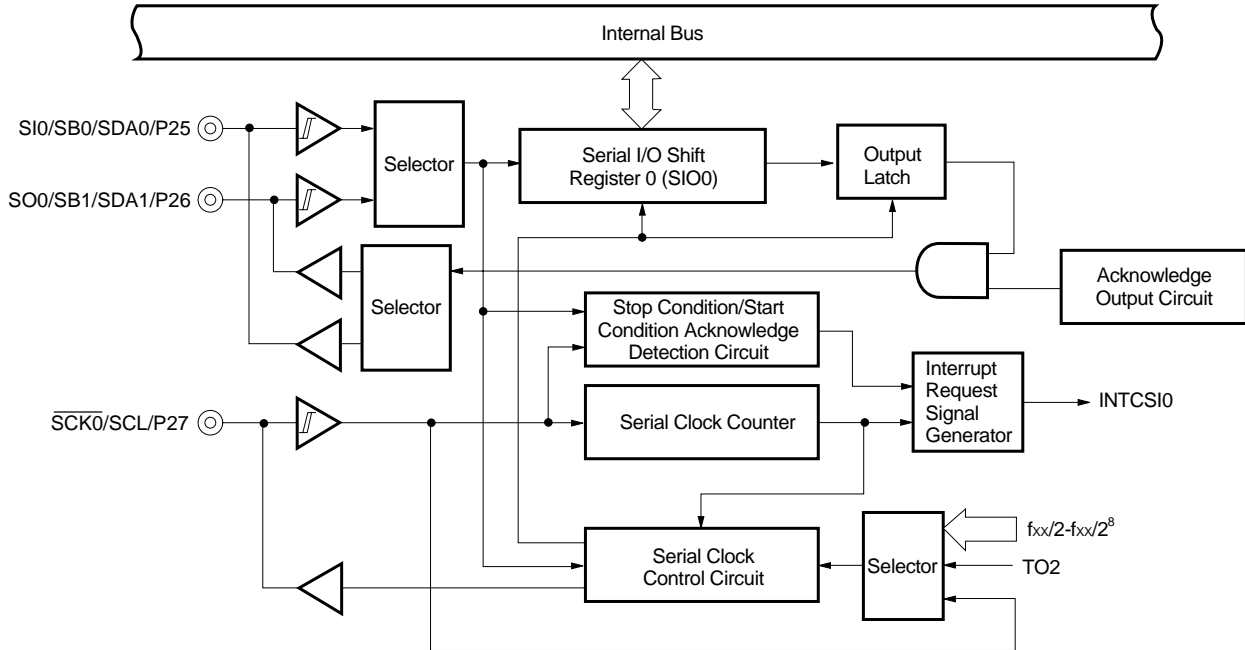 Internal Bus
SI0/SB0/SDA0/P25
Selector
Serial I/O Shift
Register 0 (SIO0)
Output
Latch
SO0/SB1/SDA1/P26
Selector
Acknowledge
Output Circuit
Stop Condition/Start
Condition Acknowledge
Detection Circuit
Interrupt
Request
Signal
Generator
INTCSI0
SCK0/SCL/P27
Serial Clock Counter
fxx/2-fxx/2⁸
Serial Clock
Control Circuit
Selector
TO2